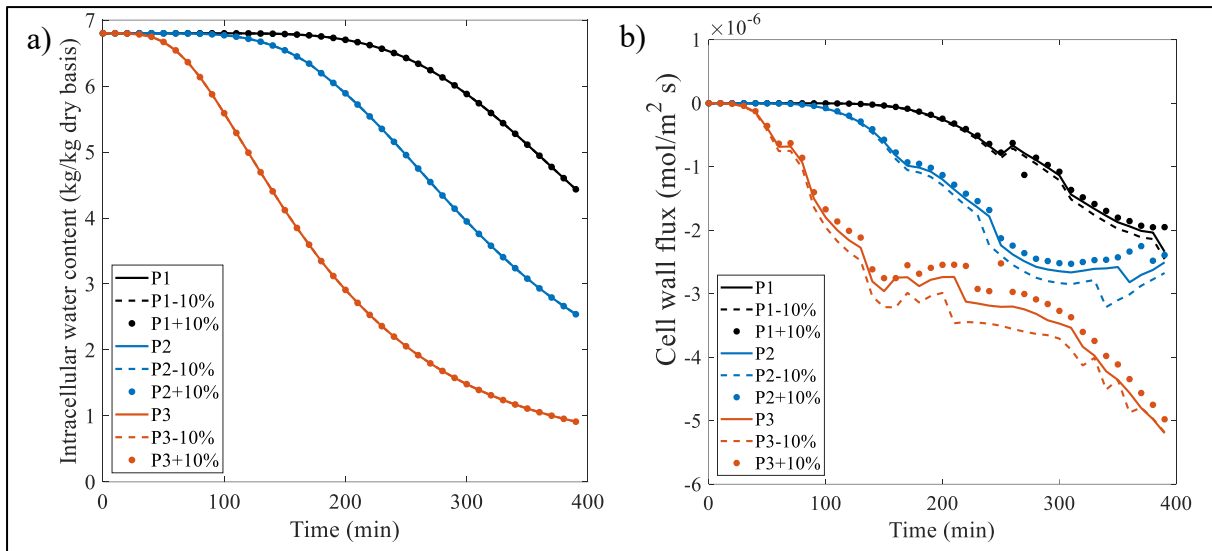 a)
7
6
5
4
3
2
1
0
Intracellular water content (kg/kg dry basis)
P1
P1-10%
P1+10%
P2
P2-10%
P2+10%
P3
P3-10%
P3+10%
0 100 200 300 400
Time (min)
b)
×10⁻⁶
1
0
-1
-2
-3
-4
-5
-6
Cell wall flux (mol/m² s)
P1
P1-10%
P1+10%
P2
P2-10%
P2+10%
P3
P3-10%
P3+10%
0 100 200 300 400
Time (min)